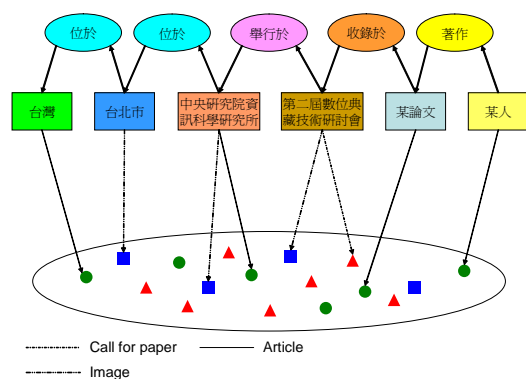 位於
位於
舉行於
收錄於
著作
台灣
台北市
中央研究院資
訊科學研究所
第二屆數位典
藏技術研討會
某論文
某人
Call for paper
Article
Image